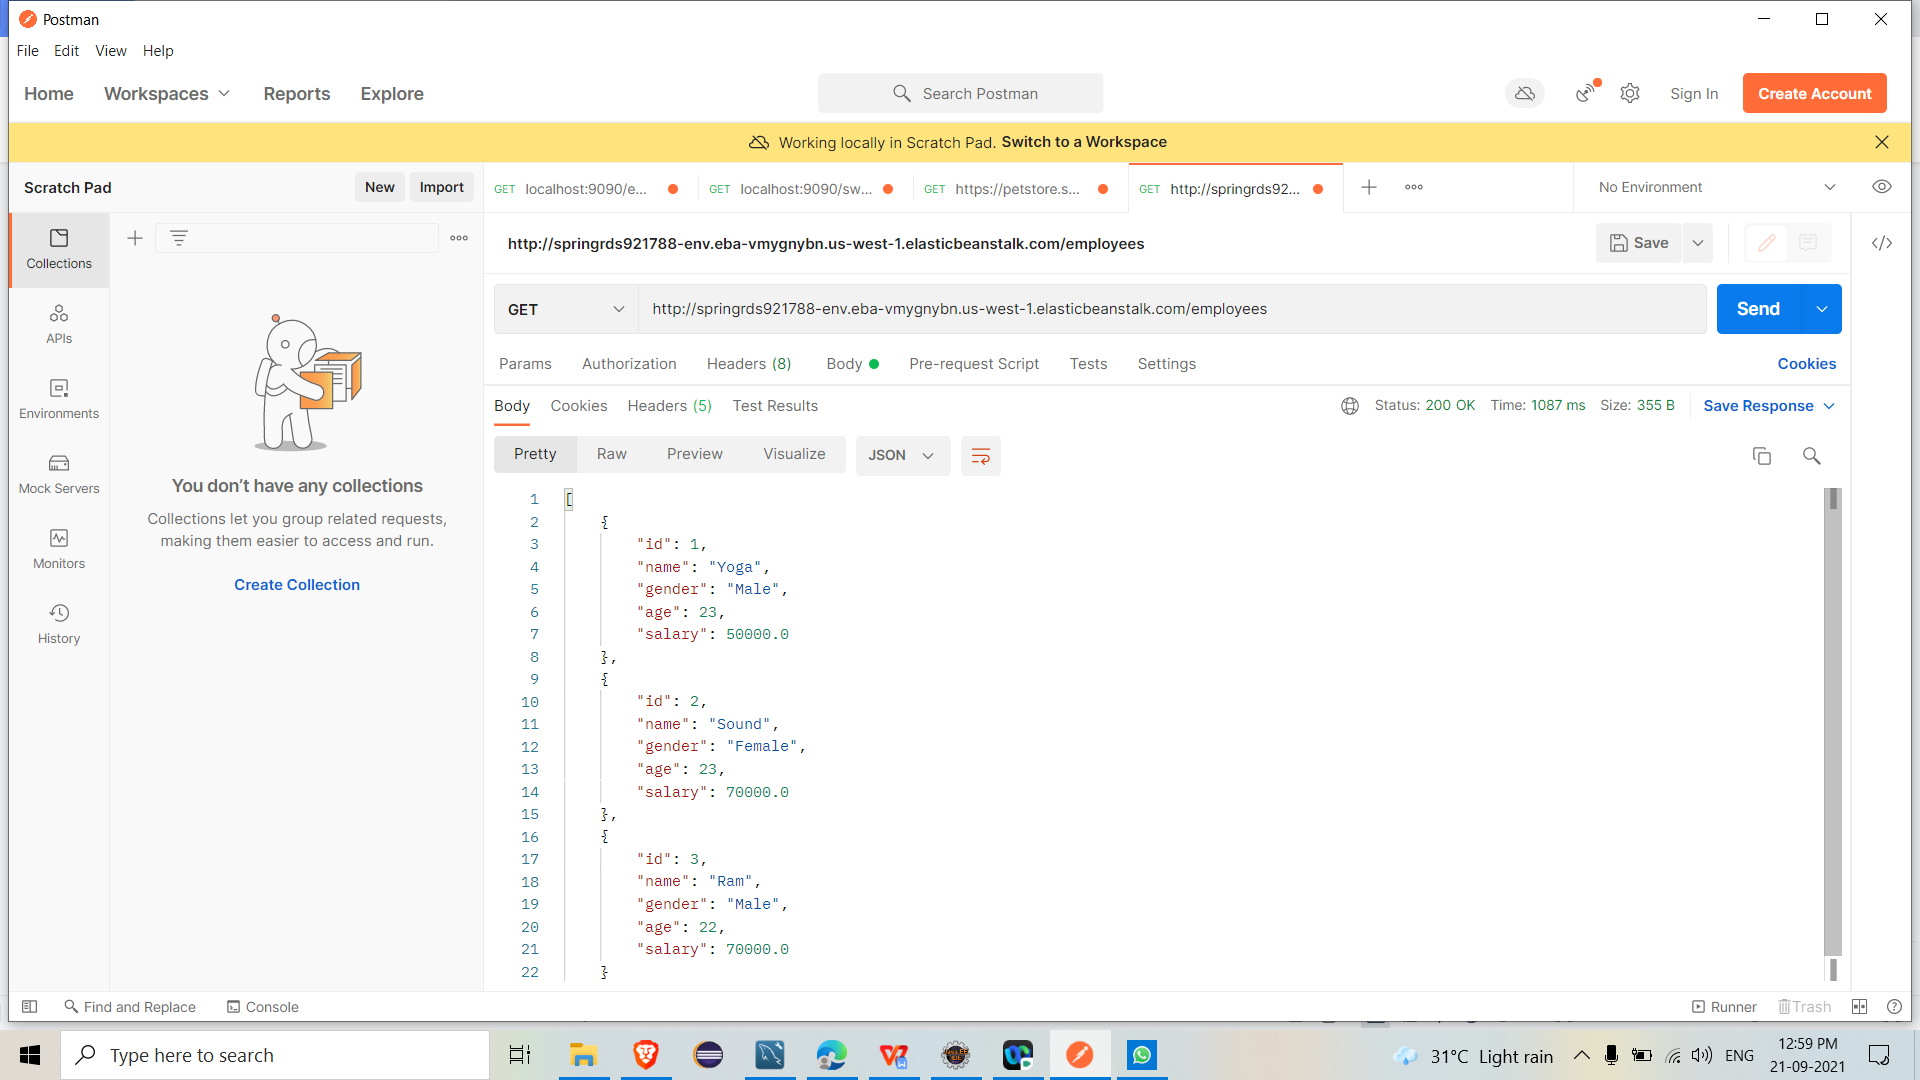 Postman
File Edit View Help
Home Workspaces Reports Explore
Search Postman
Sign In
Create Account
Working locally in Scratch Pad. Switch to a Workspace
Scratch Pad
New
Import
GET localhost:9090/e...
GET localhost:9090/sw...
GET https://petstore.s...
GET http://springrds92...
No Environment
Collections
APIs
Environments
Mock Servers
Monitors
History
You don't have any collections
Collections let you group related requests,
making them easier to access and run.
Create Collection
http://springrds921788-env.eba-vmygnybn.us-west-1.elasticbeanstalk.com/employees
Save
GET
http://springrds921788-env.eba-vmygnybn.us-west-1.elasticbeanstalk.com/employees
Send
Params Authorization Headers (8) Body Pre-request Script Tests Settings
Cookies
Body Cookies Headers (5) Test Results
Status: 200 OK Time: 1087 ms Size: 355 B
Save Response
Pretty Raw Preview Visualize
JSON
1 [
2 {
3 "id": 1,
4 "name": "Yoga",
5 "gender": "Male",
6 "age": 23,
7 "salary": 50000.0
8 },
9 {
10 "id": 2,
11 "name": "Sound",
12 "gender": "Female",
13 "age": 23,
14 "salary": 70000.0
15 },
16 {
17 "id": 3,
18 "name": "Ram",
19 "gender": "Male",
20 "age": 22,
21 "salary": 70000.0
22 }
Find and Replace
Console
Runner
Trash
Type here to search
31°C Light rain
ENG
12:59 PM
21-09-2021